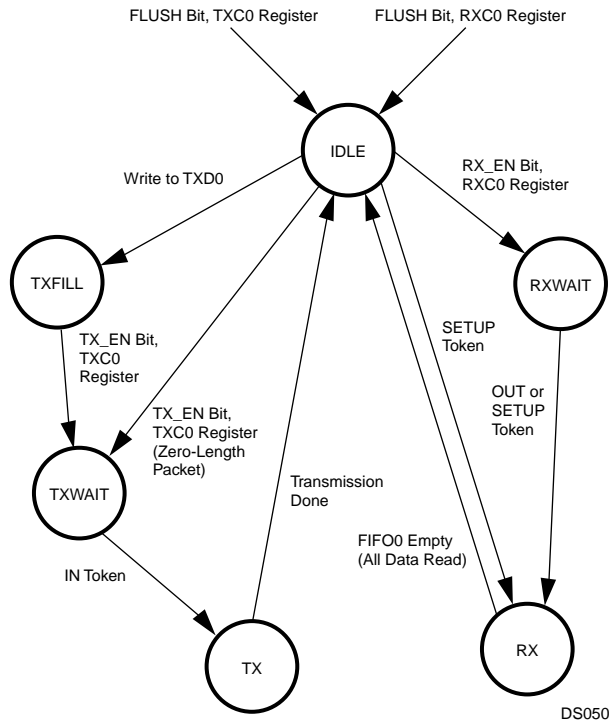 FLUSH Bit, TXC0 Register
FLUSH Bit, RXC0 Register
IDLE
Write to TXD0
RX_EN Bit,
RXC0 Register
TXFILL
RXWAIT
TX_EN Bit,
TXC0
Register
SETUP
Token
OUT or
SETUP
Token
TX_EN Bit,
TXC0 Register
(Zero-Length
Packet)
TXWAIT
Transmission
Done
FIFO0 Empty
(All Data Read)
IN Token
TX
RX
DS050